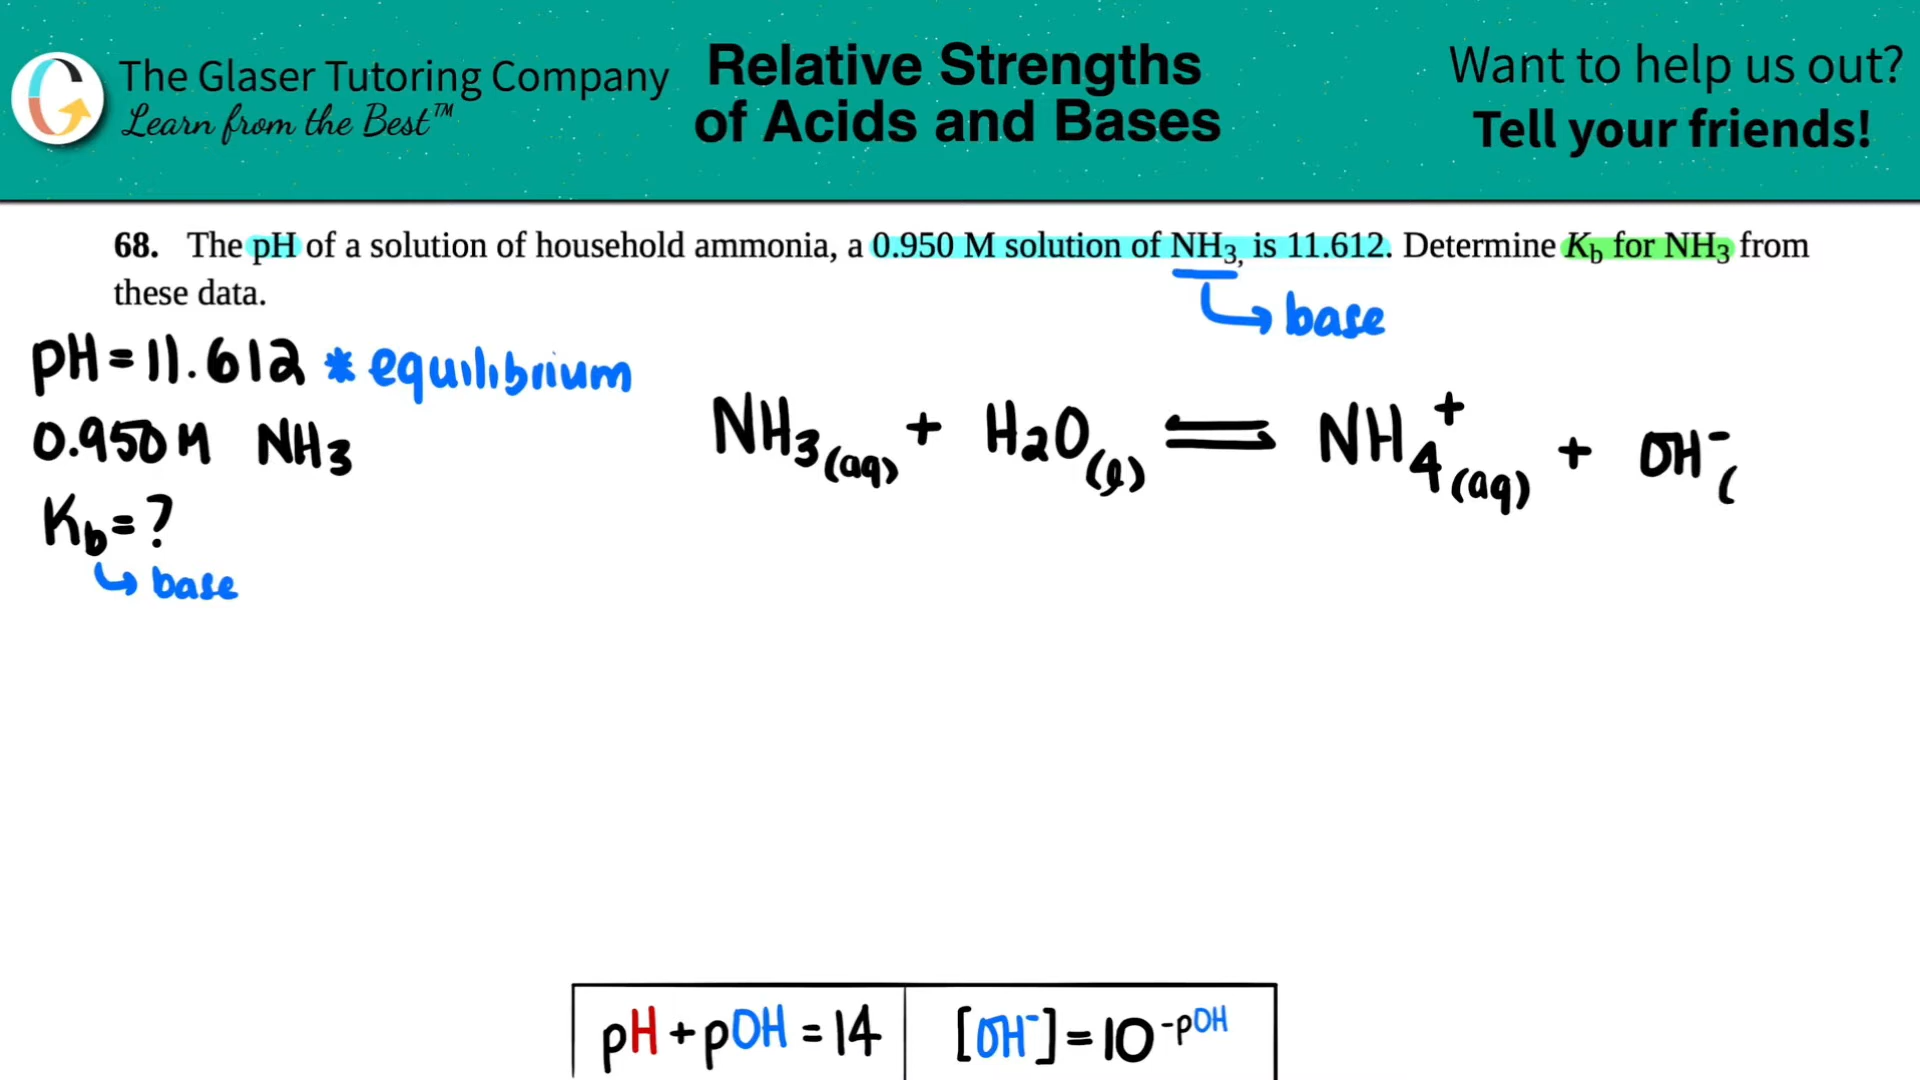 The Glaser Tutoring Company
Learn from the Best™
Relative Strengths
of Acids and Bases
Want to help us out?
Tell your friends!
68. The pH of a solution of household ammonia, a 0.950 M solution of NH₃, is 11.612. Determine K_b for NH₃ from
these data.
base
pH = 11.612 * equilibrium
0.950 M NH₃
K_b = ?
base
NH₃(aq) + H₂O(l) ⇌ NH₄⁺(aq) + OH⁻(
pH + pOH = 14
[OH⁻] = 10^-pOH